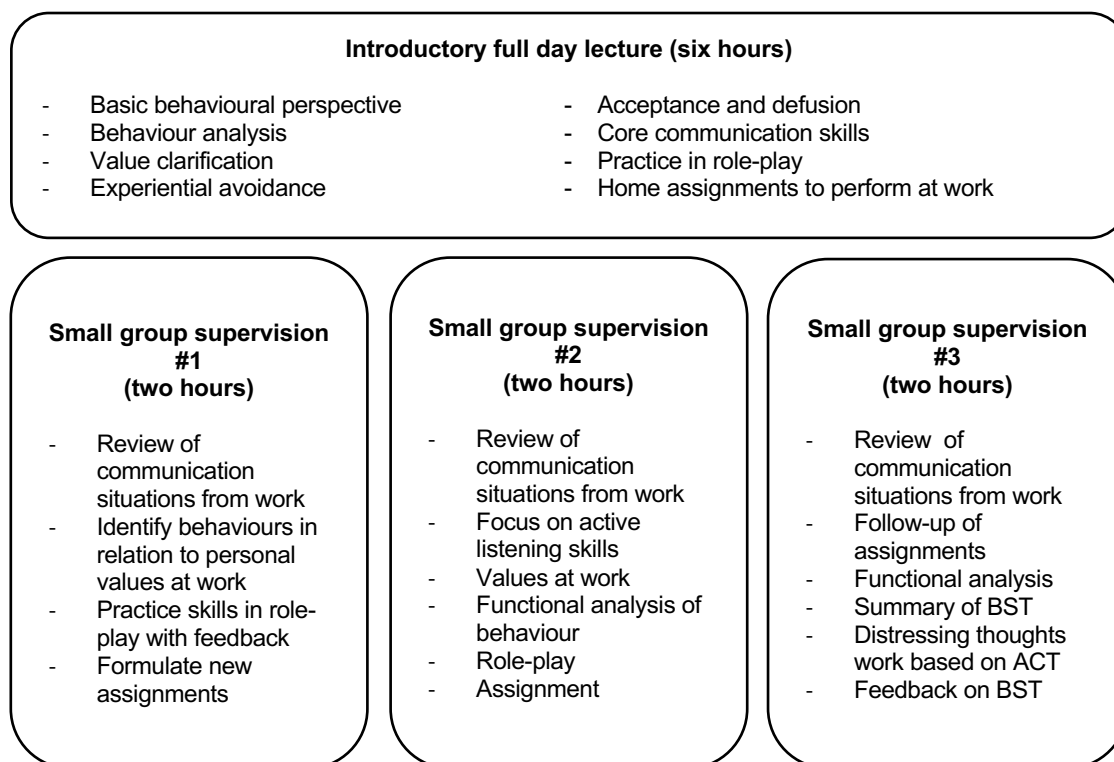 Introductory full day lecture (six hours)
- Basic behavioural perspective
- Behaviour analysis
- Value clarification
- Experiential avoidance
- Acceptance and defusion
- Core communication skills
- Practice in role-play
- Home assignments to perform at work
Small group supervision
#1
(two hours)
- Review of
communication
situations from work
- Identify behaviours in
relation to personal
values at work
- Practice skills in role-
play with feedback
- Formulate new
assignments
Small group supervision
#2
(two hours)
- Review of
communication
situations from work
- Focus on active
listening skills
- Values at work
- Functional analysis of
behaviour
- Role-play
- Assignment
Small group supervision
#3
(two hours)
- Review of
communication
situations from work
- Follow-up of
assignments
- Functional analysis
- Summary of BST
- Distressing thoughts
work based on ACT
- Feedback on BST